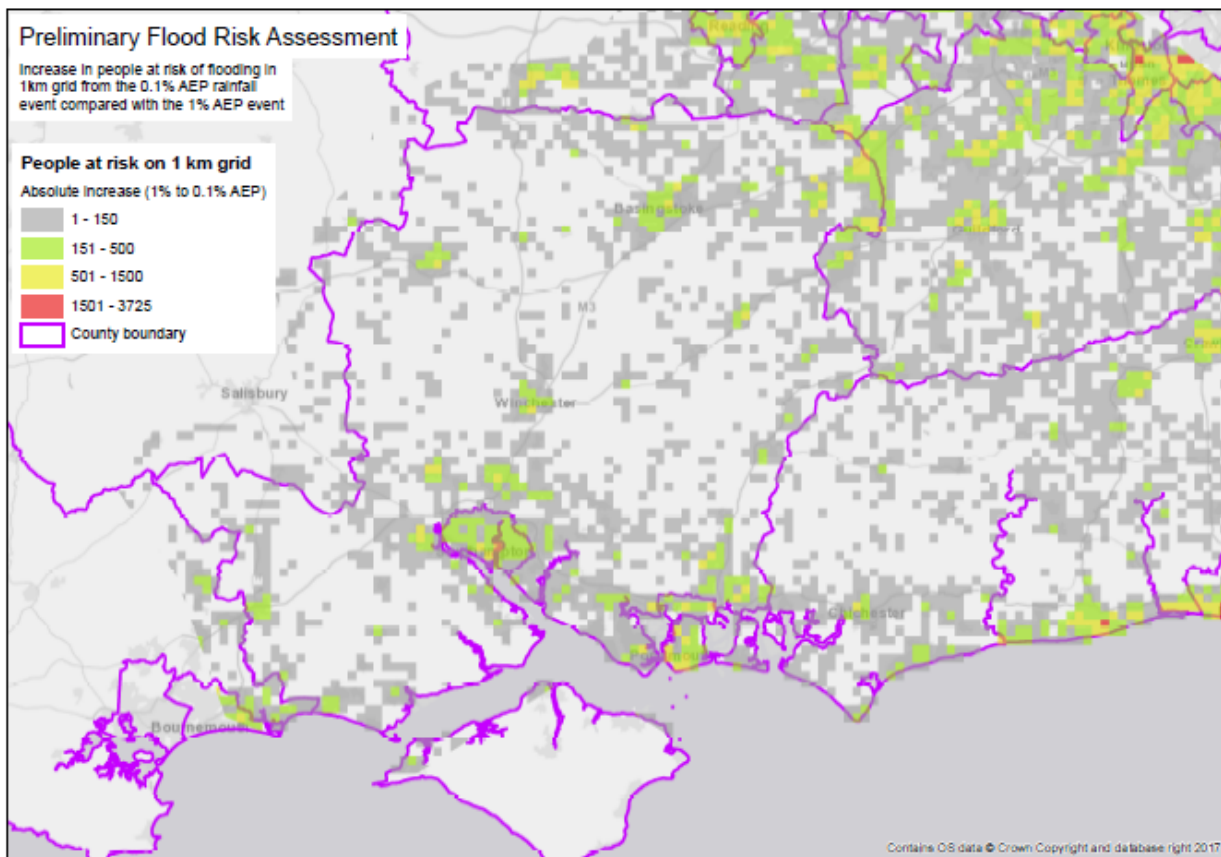 Preliminary Flood Risk Assessment
Increase in people at risk of flooding in
1km grid from the 0.1% AEP rainfall
event compared with the 1% AEP event
People at risk on 1 km grid
Absolute Increase (1% to 0.1% AEP)
1 - 150
151 - 500
501 - 1500
1501 - 3725
County boundary
Reading
M3
Basingstoke
M3
Salisbury
Winchester
Chichester
Contains OS data © Crown Copyright and database right 2017